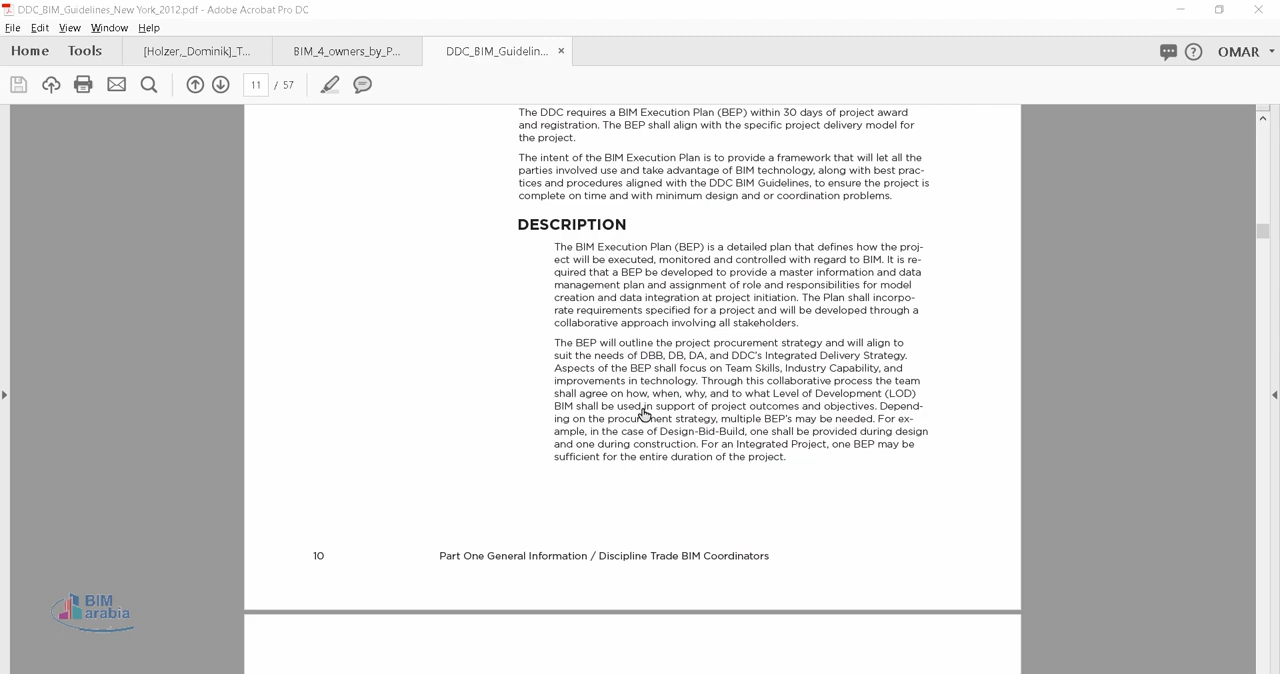 DDC_BIM_Guidelines_New York_2012.pdf - Adobe Acrobat Pro DC
File Edit View Window Help
Home Tools [Holzer,_Dominik]_T... BIM_4_owners_by_P... DDC_BIM_Guidelin... × OMAR
11 / 57
The DDC requires a BIM Execution Plan (BEP) within 30 days of project award
and registration. The BEP shall align with the specific project delivery model for
the project.
The intent of the BIM Execution Plan is to provide a framework that will let all the
parties involved use and take advantage of BIM technology, along with best prac-
tices and procedures aligned with the DDC BIM Guidelines, to ensure the project is
complete on time and with minimum design and or coordination problems.
DESCRIPTION
The BIM Execution Plan (BEP) is a detailed plan that defines how the proj-
ect will be executed, monitored and controlled with regard to BIM. It is re-
quired that a BEP be developed to provide a master information and data
management plan and assignment of role and responsibilities for model
creation and data integration at project initiation. The Plan shall incorpo-
rate requirements specified for a project and will be developed through a
collaborative approach involving all stakeholders.
The BEP will outline the project procurement strategy and will align to
suit the needs of DBB, DB, DA, and DDC's Integrated Delivery Strategy.
Aspects of the BEP shall focus on Team Skills, Industry Capability, and
improvements in technology. Through this collaborative process the team
shall agree on how, when, why, and to what Level of Development (LOD)
BIM shall be used in support of project outcomes and objectives. Depend-
ing on the procurement strategy, multiple BEP's may be needed. For ex-
ample, in the case of Design-Bid-Build, one shall be provided during design
and one during construction. For an Integrated Project, one BEP may be
sufficient for the entire duration of the project.
10 Part One General Information / Discipline Trade BIM Coordinators
BIM
arabia